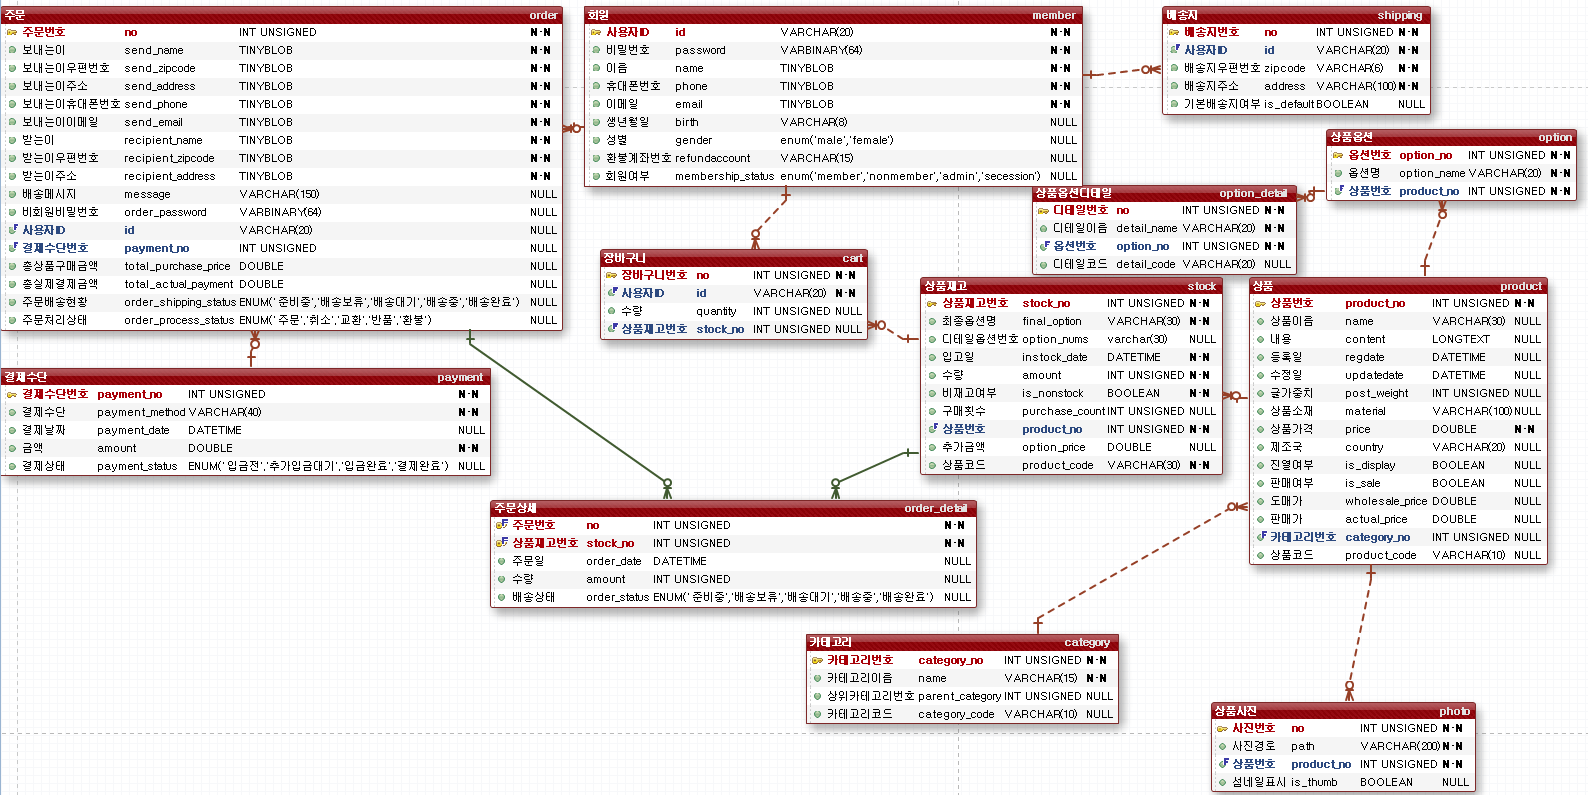 주문 order
주문번호 no INT UNSIGNED N-N
보내는이 send_name TINYBLOB N-N
보내는이우편번호 send_zipcode TINYBLOB N-N
보내는이주소 send_address TINYBLOB N-N
보내는이휴대폰번호 send_phone TINYBLOB N-N
보내는이이메일 send_email TINYBLOB N-N
받는이 recipient_name TINYBLOB N-N
받는이우편번호 recipient_zipcode TINYBLOB N-N
받는이주소 recipient_address TINYBLOB N-N
배송메시지 message VARCHAR(150) NULL
비회원비밀번호 order_password VARBINARY(64) NULL
사용자ID id VARCHAR(20) NULL
결제수단번호 payment_no INT UNSIGNED NULL
총상품구매금액 total_purchase_price DOUBLE NULL
총실제결제금액 total_actual_payment DOUBLE NULL
주문배송현황 order_shipping_status ENUM('준비중','배송보류','배송대기','배송중','배송완료') NULL
주문처리상태 order_process_status ENUM('주문','취소','교환','반품','환불') NULL
회원 member
사용자ID id VARCHAR(20) N-N
비밀번호 password VARBINARY(64) N-N
이름 name TINYBLOB N-N
휴대폰번호 phone TINYBLOB N-N
이메일 email TINYBLOB N-N
생년월일 birth VARCHAR(8) NULL
성별 gender enum('male','female') NULL
환불계좌번호 refundaccount VARCHAR(15) NULL
회원여부 membership_status enum('member','nonmember','admin','secession') NULL
배송지 shipping
배송지번호 no INT UNSIGNED N-N
사용자ID id VARCHAR(20) N-N
배송지우편번호 zipcode VARCHAR(6) N-N
배송지주소 address VARCHAR(100) N-N
기본배송지여부 is_default BOOLEAN NULL
상품옵션 option
옵션번호 option_no INT UNSIGNED N-N
옵션명 option_name VARCHAR(20) N-N
상품번호 product_no INT UNSIGNED N-N
상품옵션디테일 option_detail
디테일번호 no INT UNSIGNED N-N
디테일이름 detail_name VARCHAR(20) N-N
옵션번호 option_no INT UNSIGNED N-N
디테일코드 detail_code VARCHAR(20) NULL
장바구니 cart
장바구니번호 no INT UNSIGNED N-N
사용자ID id VARCHAR(20) N-N
수량 quantity INT UNSIGNED NULL
상품재고번호 stock_no INT UNSIGNED NULL
상품재고 stock
상품재고번호 stock_no INT UNSIGNED N-N
최종옵션명 final_option VARCHAR(30) N-N
디테일옵션번호 option_nums varchar(30) NULL
입고일 instock_date DATETIME N-N
수량 amount INT UNSIGNED N-N
비재고여부 is_nonstock BOOLEAN N-N
구매횟수 purchase_count INT UNSIGNED NULL
상품번호 product_no INT UNSIGNED N-N
추가금액 option_price DOUBLE NULL
상품코드 product_code VARCHAR(30) N-N
상품 product
상품번호 product_no INT UNSIGNED N-N
상품이름 name VARCHAR(30) NULL
내용 content LONGTEXT NULL
등록일 regdate DATETIME NULL
수정일 updatedate DATETIME NULL
글가중치 post_weight INT UNSIGNED NULL
상품소재 material VARCHAR(100) NULL
상품가격 price DOUBLE N-N
제조국 country VARCHAR(20) NULL
진열여부 is_display BOOLEAN NULL
판매여부 is_sale BOOLEAN NULL
도매가 wholesale_price DOUBLE NULL
판매가 actual_price DOUBLE NULL
카테고리번호 category_no INT UNSIGNED NULL
상품코드 product_code VARCHAR(10) NULL
결제수단 payment
결제수단번호 payment_no INT UNSIGNED N-N
결제수단 payment_method VARCHAR(40) N-N
결제날짜 payment_date DATETIME NULL
금액 amount DOUBLE N-N
결제상태 payment_status ENUM('입금전','추가입금대기','입금완료','결제완료') NULL
주문상세 order_detail
주문번호 no INT UNSIGNED N-N
상품재고번호 stock_no INT UNSIGNED N-N
주문일 order_date DATETIME NULL
수량 amount INT UNSIGNED NULL
배송상태 order_status ENUM('준비중','배송보류','배송대기','배송중','배송완료') NULL
카테고리 category
카테고리번호 category_no INT UNSIGNED N-N
카테고리이름 name VARCHAR(15) N-N
상위카테고리번호 parent_category INT UNSIGNED NULL
카테고리코드 category_code VARCHAR(10) NULL
상품사진 photo
사진번호 no INT UNSIGNED N-N
사진경로 path VARCHAR(200) N-N
상품번호 product_no INT UNSIGNED N-N
섬네일표시 is_thumb BOOLEAN NULL